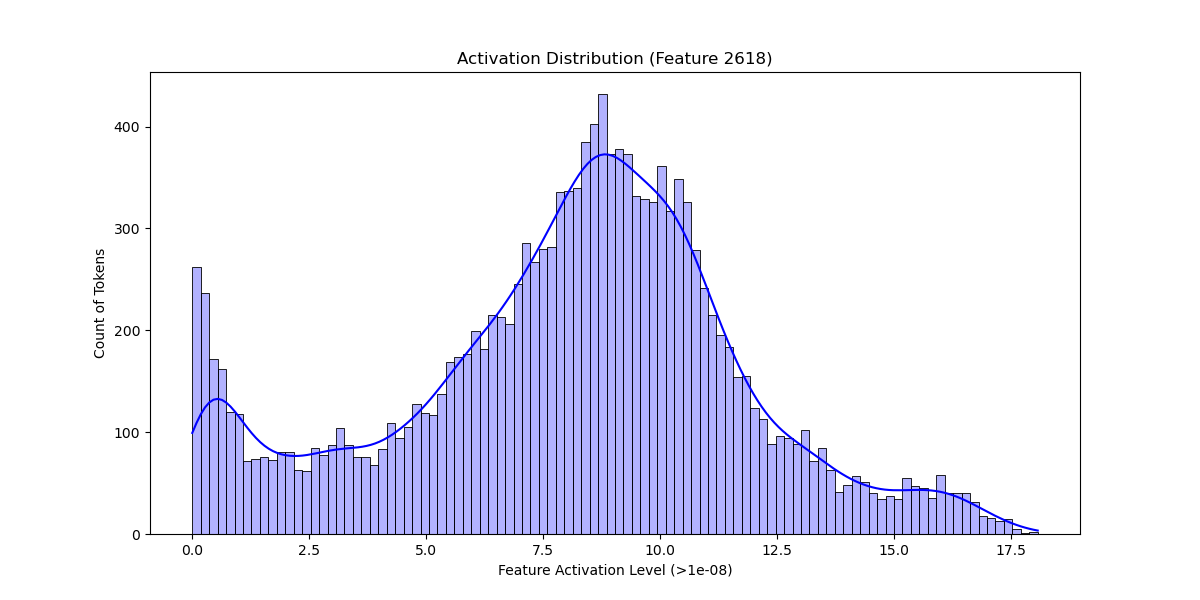 Activation Distribution (Feature 2618)
400
300
200
100
0
Count of Tokens
0.0 2.5 5.0 7.5 10.0 12.5 15.0 17.5
Feature Activation Level (>1e-08)